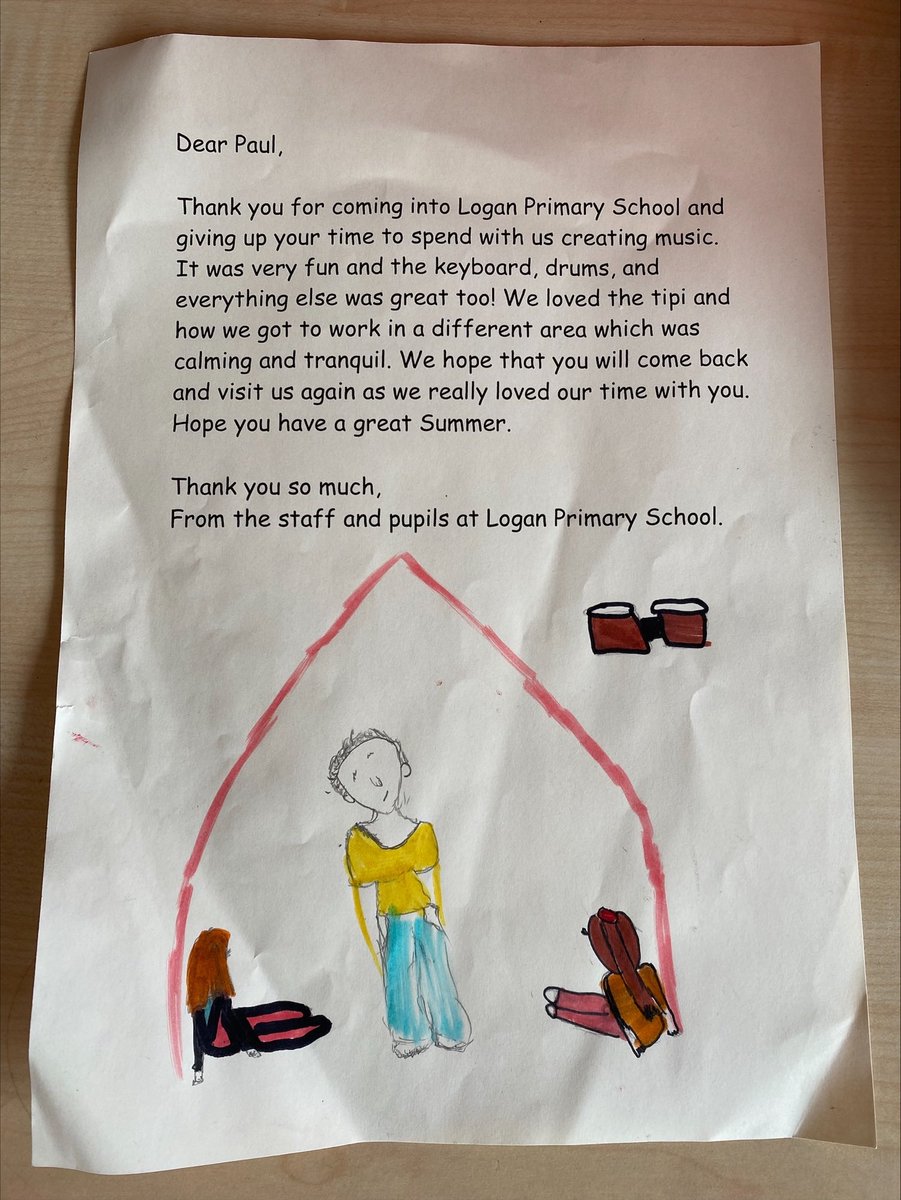 Dear Paul,
Thank you for coming into Logan Primary School and
giving up your time to spend with us creating music.
It was very fun and the keyboard, drums, and
everything else was great too! We loved the tipi and
how we got to work in a different area which was
calming and tranquil. We hope that you will come back
and visit us again as we really loved our time with you.
Hope you have a great Summer.
Thank you so much,
From the staff and pupils at Logan Primary School.